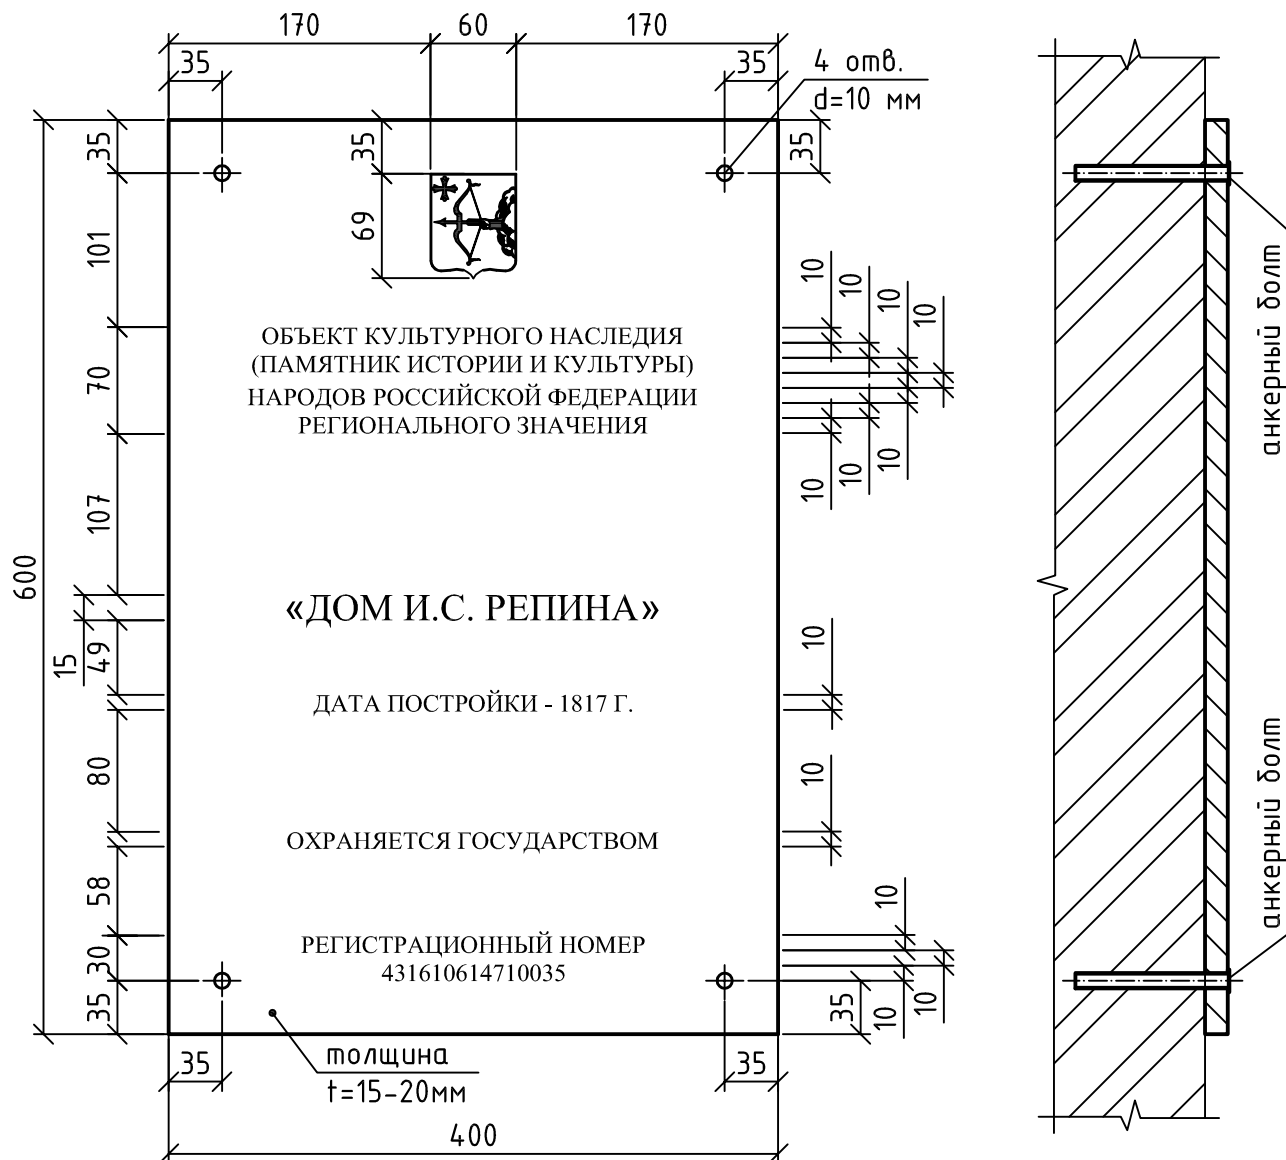 170 60 170
35 35
4 отв.
d=10 мм
600
35
101
70
107
15
49
80
58
30
35
35
69
35
ОБЪЕКТ КУЛЬТУРНОГО НАСЛЕДИЯ
(ПАМЯТНИК ИСТОРИИ И КУЛЬТУРЫ)
НАРОДОВ РОССИЙСКОЙ ФЕДЕРАЦИИ
РЕГИОНАЛЬНОГО ЗНАЧЕНИЯ
«ДОМ И.С. РЕПИНА»
ДАТА ПОСТРОЙКИ - 1817 Г.
ОХРАНЯЕТСЯ ГОСУДАРСТВОМ
РЕГИСТРАЦИОННЫЙ НОМЕР
431610614710035
10
10
10
10
10
10
10
10
10
10
10
35
10
10
толщина
t=15-20мм
35 35
400
анкерный болт
анкерный болт